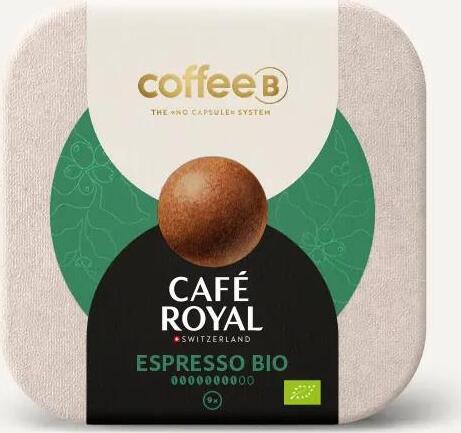 coffee B
THE «NO CAPSULE» SYSTEM
CAFÉ
ROYAL
SWITZERLAND
ESPRESSO BIO
9x